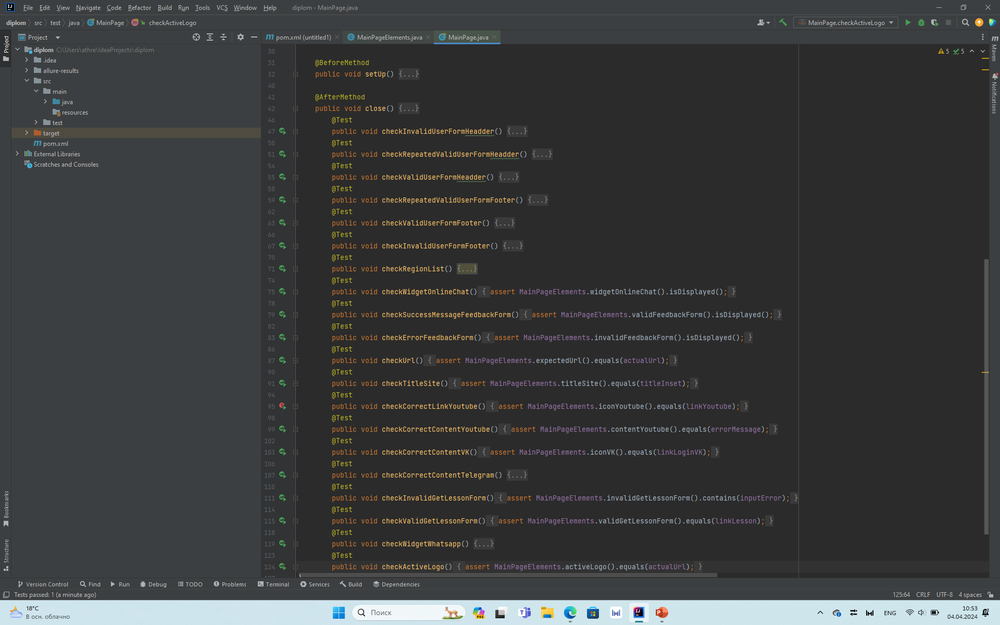 File Edit View Navigate Code Refactor Build Run Tools VCS Window Help diplom - MainPage.java
diplom src test java MainPage checkActiveLogo
MainPage.checkActiveLogo
Project
pom.xml (untitled1) MainPageElements.java MainPage.java
Project
Maven
Notifications
Bookmarks
Structure
diplom C:\Users\athre\IdeaProjects\diplom
.idea
allure-results
src
main
java
resources
test
target
pom.xml
External Libraries
Scratches and Consoles
5 5
30
31 @BeforeMethod
32 public void setUp() {...}
40
41 @AfterMethod
42 public void close() {...}
46 @Test
47 public void checkInvalidUserFormHeadder() {...}
50 @Test
51 public void checkRepeatedValidUserFormHeadder() {...}
54 @Test
55 public void checkValidUserFormHeadder() {...}
58 @Test
59 public void checkRepeatedValidUserFormFooter() {...}
62 @Test
63 public void checkValidUserFormFooter() {...}
66 @Test
67 public void checkInvalidUserFormFooter() {...}
70 @Test
71 public void checkRegionList() {...}
74 @Test
75 public void checkWidgetOnlineChat() { assert MainPageElements.widgetOnlineChat().isDisplayed(); }
78 @Test
79 public void checkSuccessMessageFeedbackForm() { assert MainPageElements.validFeedbackForm().isDisplayed(); }
82 @Test
83 public void checkErrorFeedbackForm() { assert MainPageElements.invalidFeedbackForm().isDisplayed(); }
86 @Test
87 public void checkUrl() { assert MainPageElements.expectedUrl().equals(actualUrl); }
90 @Test
91 public void checkTitleSite() { assert MainPageElements.titleSite().equals(titleInset); }
94 @Test
95 public void checkCorrectLinkYoutube() { assert MainPageElements.iconYoutube().equals(linkYoutube); }
98 @Test
99 public void checkCorrectContentYoutube() { assert MainPageElements.contentYoutube().equals(errorMessage); }
102 @Test
103 public void checkCorrectContentVK() { assert MainPageElements.iconVK().equals(linkLoginVK); }
106 @Test
107 public void checkCorrectContentTelegram() {...}
110 @Test
111 public void checkInvalidGetLessonForm() { assert MainPageElements.invalidGetLessonForm().contains(inputError); }
114 @Test
115 public void checkValidGetLessonForm() { assert MainPageElements.validGetLessonForm().equals(linkLesson); }
118 @Test
119 public void checkWidgetWhatsapp() {...}
123 @Test
124 public void checkActiveLogo() { assert MainPageElements.activeLogo().equals(actualUrl); }
Version Control Find Run Debug TODO Problems Terminal Services Build Dependencies
Tests passed: 1 (a minute ago) 125:64 CRLF UTF-8 4 spaces
18°C
В осн. облачно
Поиск
PRE
ENG
10:53
04.04.2024